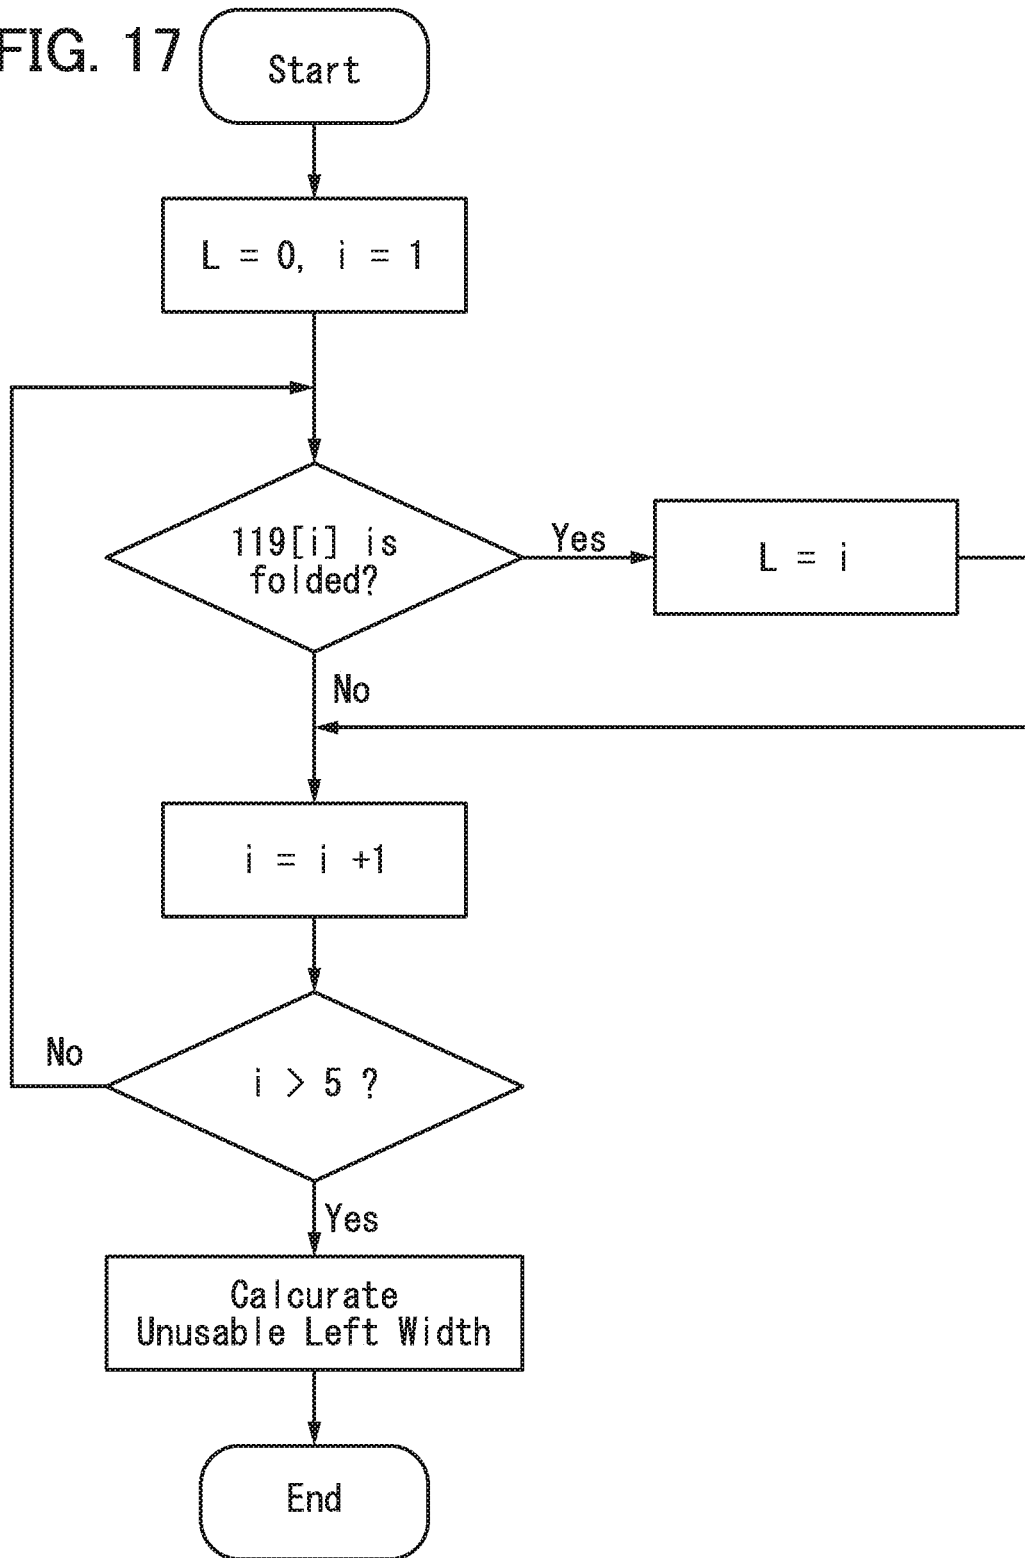 FIG. 17
Start
L = 0, i = 1
119[i] is
folded?
Yes
L = i
No
i = i +1
No
i > 5 ?
Yes
Calcurate
Unusable Left Width
End